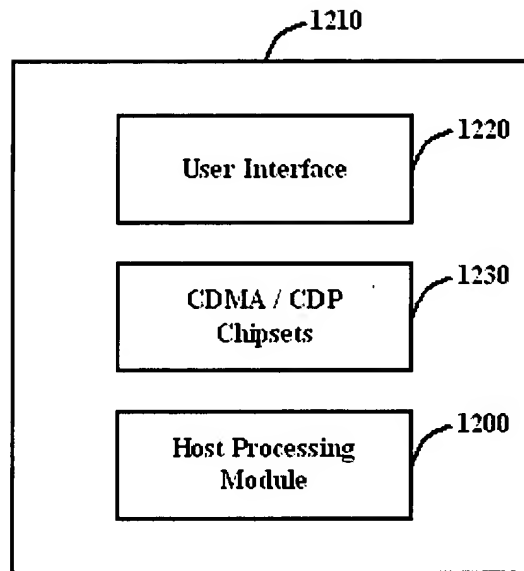 1210
User Interface
1220
CDMA / CDP
Chipsets
1230
Host Processing
Module
1200